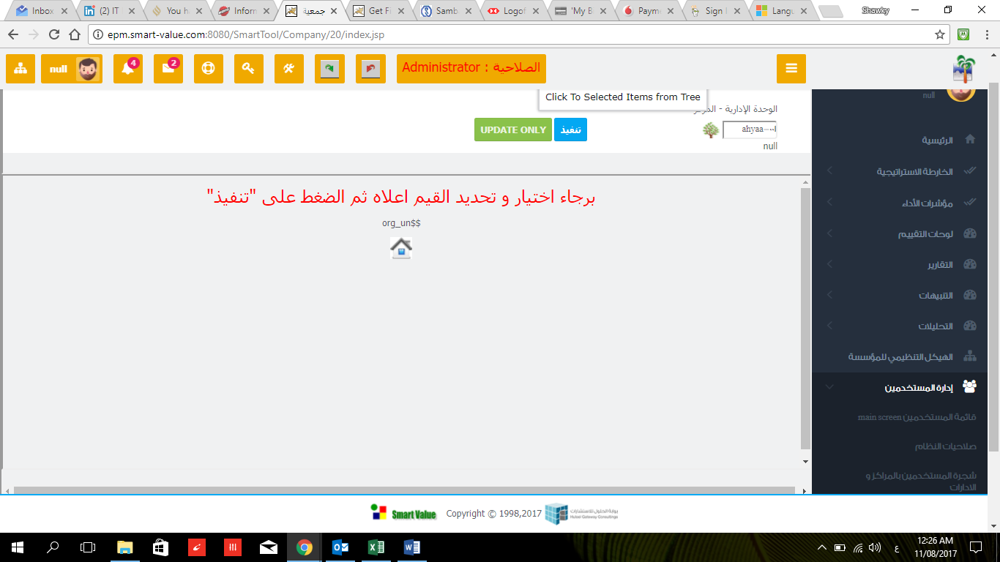 Inbox
(2) IT
You h
Inform
جمعية
Get Fi
Samb
Logof
'My B
Payme
Sign I
Langu
Shawky
epm.smart-value.com:8080/SmartTool/Company/20/index.jsp
null
4
2
Administrator : الصلاحية
Click To Selected Items from Tree
null
الوحدة الإدارية - المركز
UPDATE ONLY
تنفيذ
null
برجاء اختيار و تحديد القيم اعلاه ثم الضغط على "تنفيذ"
org_un$$
الرئيسية
الخارطة الاستراتيجية
مؤشرات الأداء
لوحات التقييم
التقارير
التنبيهات
التحليلات
الهيكل التنظيمي للمؤسسة
إدارة المستخدمين
قائمة المستخدمين main screen
صلاحيات النظام
شجرة المستخدمين بالمراكز و
الادارات
Smart Value
Copyright © 1998,2017
بوابة الحلول للاستشارات
12:26 AM
11/08/2017
ع